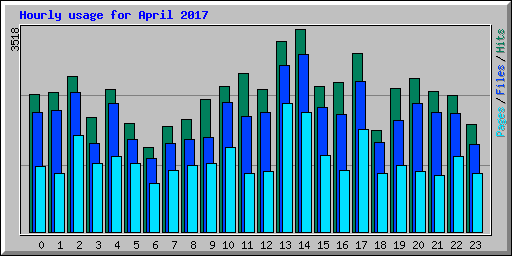 Hourly usage for April 2017
3518
Pages/Files/Hits
0 1 2 3 4 5 6 7 8 9 10 11 12 13 14 15 16 17 18 19 20 21 22 23